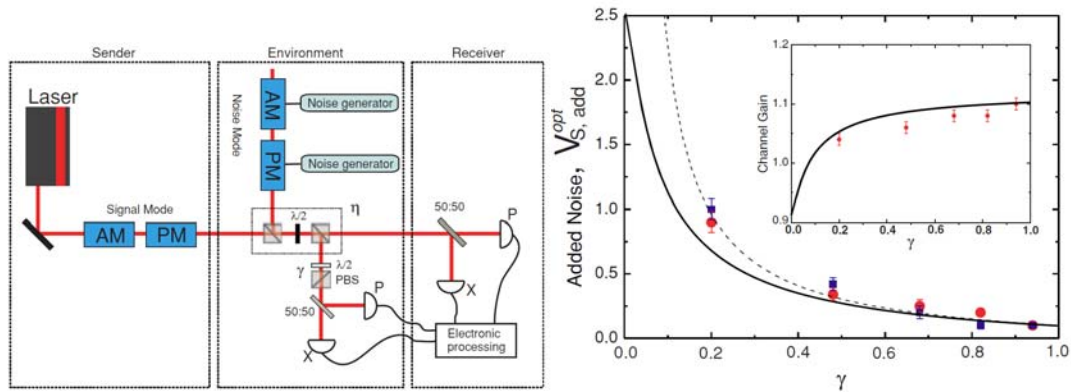 Sender
Environment
Receiver
Laser
Signal Mode
AM
PM
Noise Mode
AM
Noise generator
PM
Noise generator
λ/2
η
γ
λ/2
PBS
50:50
P
X
50:50
P
X
Electronic
processing
Added Noise, V^opt_S, add
2.5
2.0
1.5
1.0
0.5
0.0
0.0 0.2 0.4 0.6 0.8 1.0
γ
Channel Gain
1.2
1.1
1.0
0.9
0.0 0.2 0.4 0.6 0.8 1.0
γ